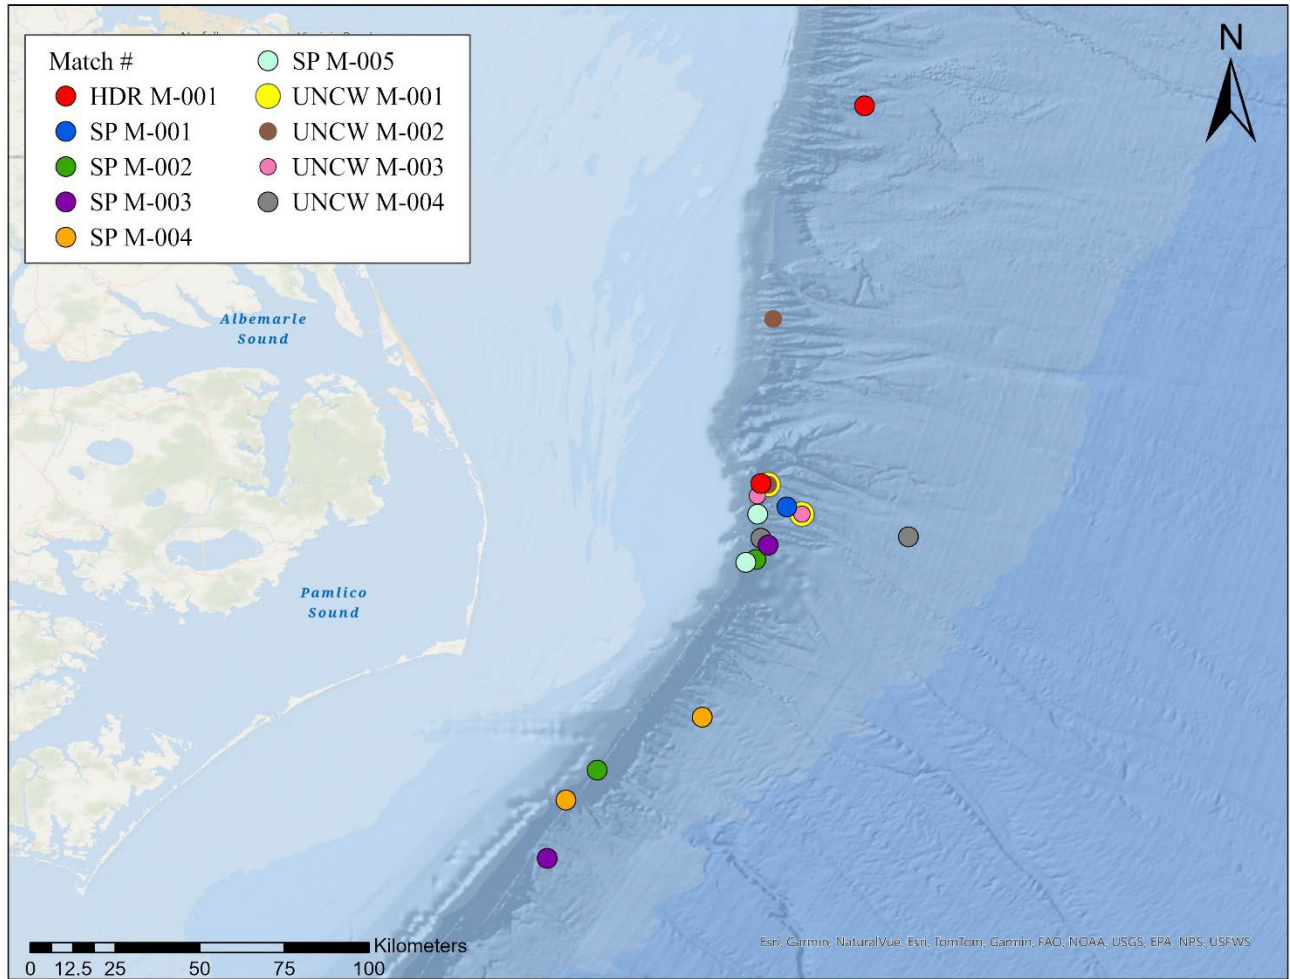 N
Match #
HDR M-001
SP M-001
SP M-002
SP M-003
SP M-004
SP M-005
UNCW M-001
UNCW M-002
UNCW M-003
UNCW M-004
Albemarle
Sound
Pamlico
Sound
Kilometers
0 12.5 25 50 75 100
Esri, Garmin, NaturalVue, Esri, TomTom, Garmin, FAO, NOAA, USGS, EPA, NPS, USFWS